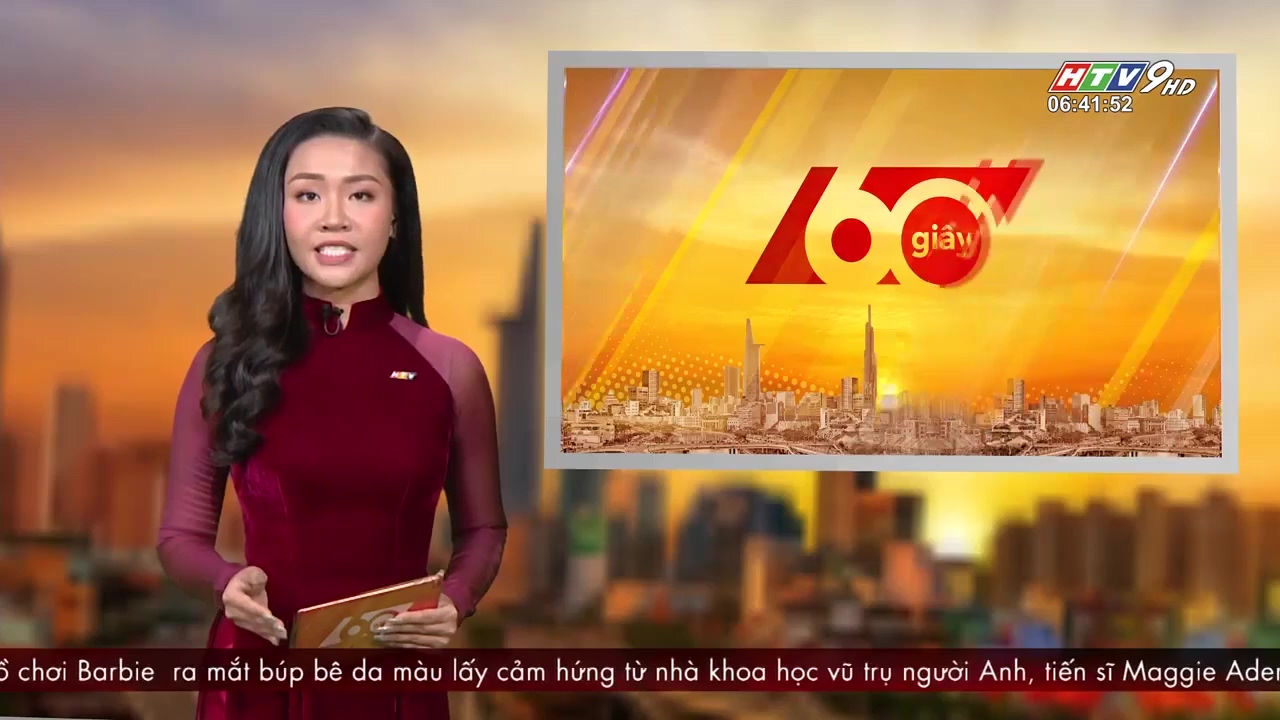 HTV9HD
06:41:52
60
giây
HTV
chơi Barbie ra mắt búp bê da màu lấy cảm hứng từ nhà khoa học vũ trụ người Anh, tiến sĩ Maggie